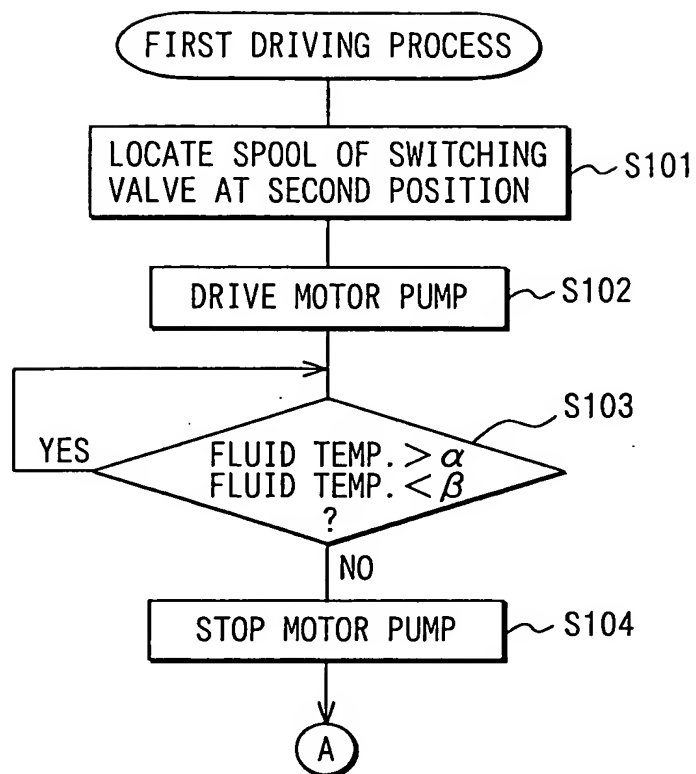 FIRST DRIVING PROCESS
LOCATE SPOOL OF SWITCHING
VALVE AT SECOND POSITION
S101
DRIVE MOTOR PUMP
S102
S103
YES
FLUID TEMP. > α
FLUID TEMP. < β
?
NO
STOP MOTOR PUMP
S104
A